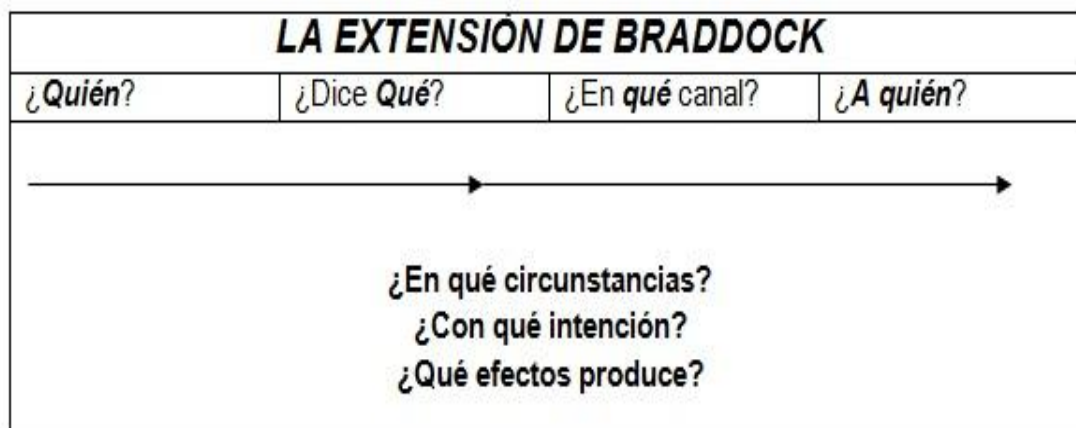 LA EXTENSIÓN DE BRADDOCK
¿Quién? ¿Dice Qué? ¿En qué canal? ¿A quién?
¿En qué circunstancias?
¿Con qué intención?
¿Qué efectos produce?